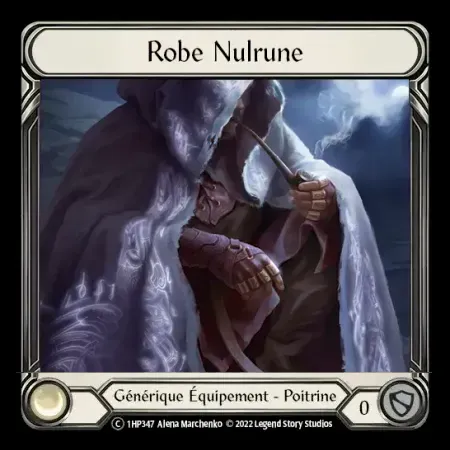 Robe Nulrune
Générique Équipement - Poitrine
0
C 1HP347 Alena Marchenko © 2022 Legend Story Studios